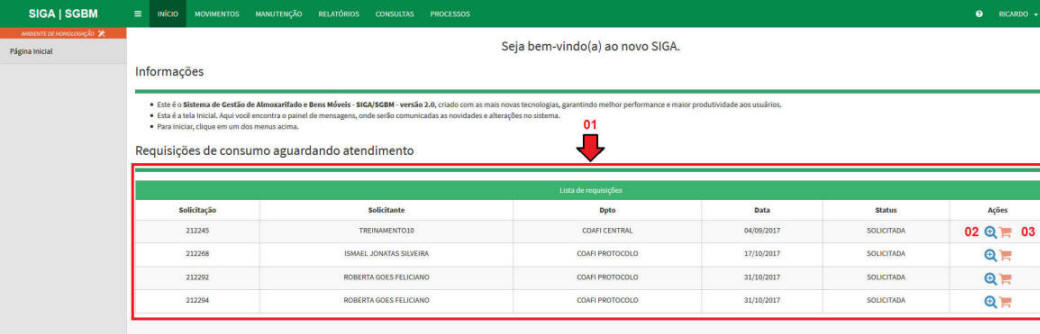 SIGA | SGBM
INÍCIO MOVIMENTOS MANUTENÇÃO RELATÓRIOS CONSULTAS PROCESSOS
RICARDO
AMBIENTE DE HOMOLOGAÇÃO
Página Inicial
Seja bem-vindo(a) ao novo SIGA.
Informações
Este é o Sistema de Gestão de Almoxarifado e Bens Móveis - SIGA/SGBM - versão 2.0, criado com as mais novas tecnologias, garantindo melhor performance e maior produtividade aos usuários.
Esta é a tela Inicial. Aqui você encontra o painel de mensagens, onde serão comunicadas as novidades e alterações no sistema.
Para iniciar, clique em um dos menus acima.
01
Requisições de consumo aguardando atendimento
Lista de requisições
Solicitação Solicitante Dpto Data Status Ações
212245 TREINAMENTO10 COAFI CENTRAL 04/09/2017 SOLICITADA 02 03
212268 ISMAEL JONATAS SILVEIRA COAFI PROTOCOLO 17/10/2017 SOLICITADA
212292 ROBERTA GOES FELICIANO COAFI PROTOCOLO 31/10/2017 SOLICITADA
212294 ROBERTA GOES FELICIANO COAFI PROTOCOLO 31/10/2017 SOLICITADA